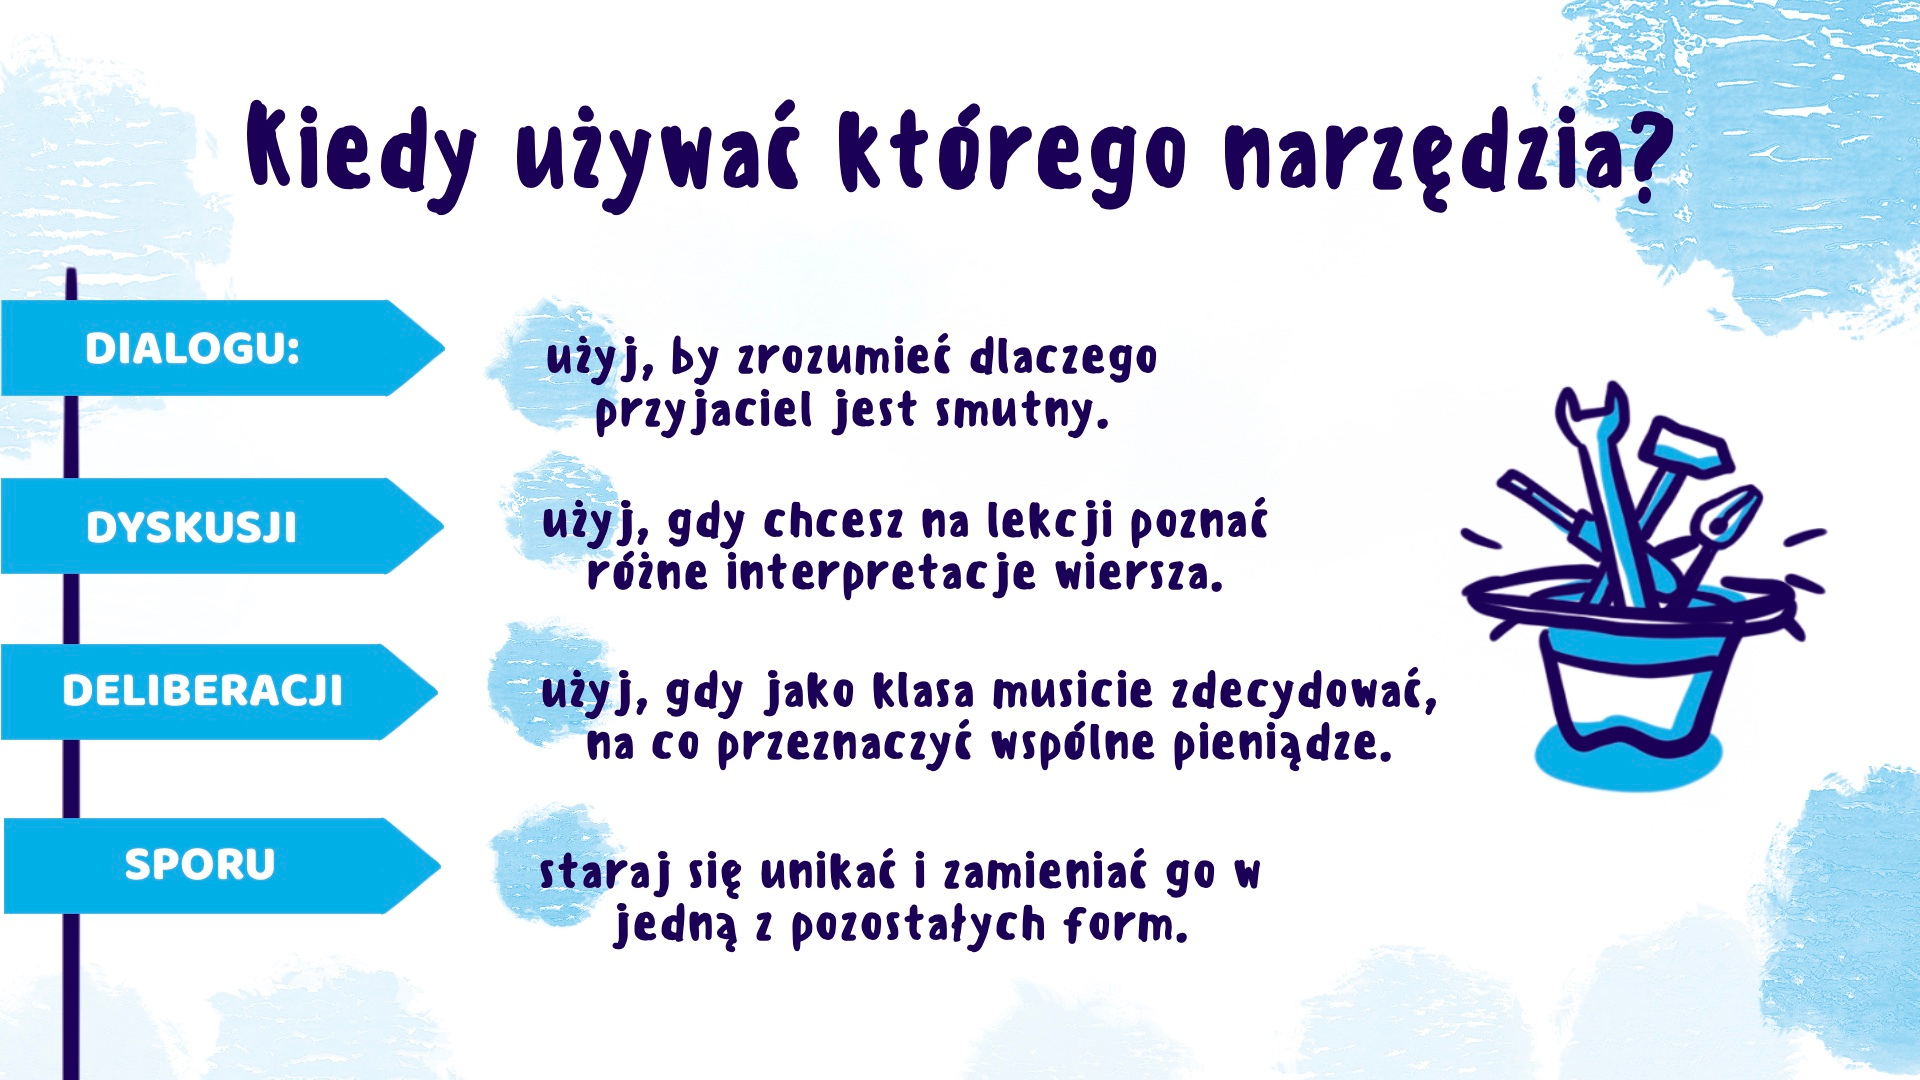 Kiedy używać którego narzędzia?
DIALOGU:
użyj, by zrozumieć dlaczego
przyjaciel jest smutny.
DYSKUSJI
użyj, gdy chcesz na lekcji poznać
różne interpretacje wiersza.
DELIBERACJI
użyj, gdy jako klasa musicie zdecydować,
na co przeznaczyć wspólne pieniądze.
SPORU
staraj się unikać i zamieniać go w
jedną z pozostałych form.